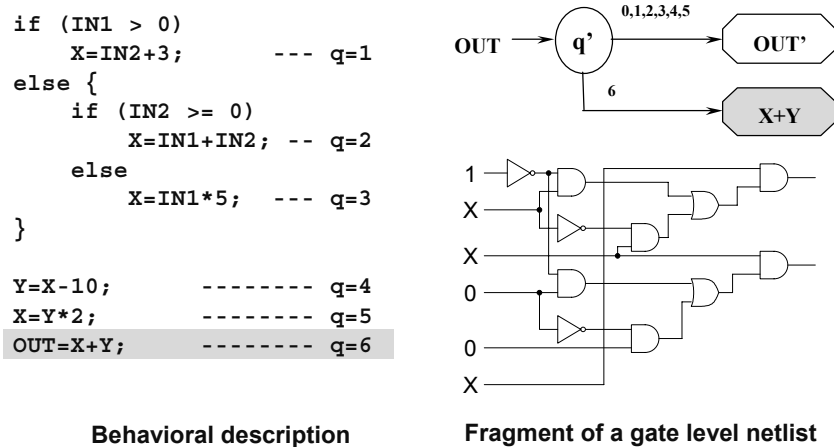 if (IN1 > 0)
X=IN2+3; --- q=1
else {
if (IN2 >= 0)
X=IN1+IN2; -- q=2
else
X=IN1*5; --- q=3
}
Y=X-10; -------- q=4
X=Y*2; -------- q=5
OUT=X+Y; -------- q=6
Behavioral description
0,1,2,3,4,5
OUT q’ OUT’
6
X+Y
1
X
X
0
0
X
Fragment of a gate level netlist